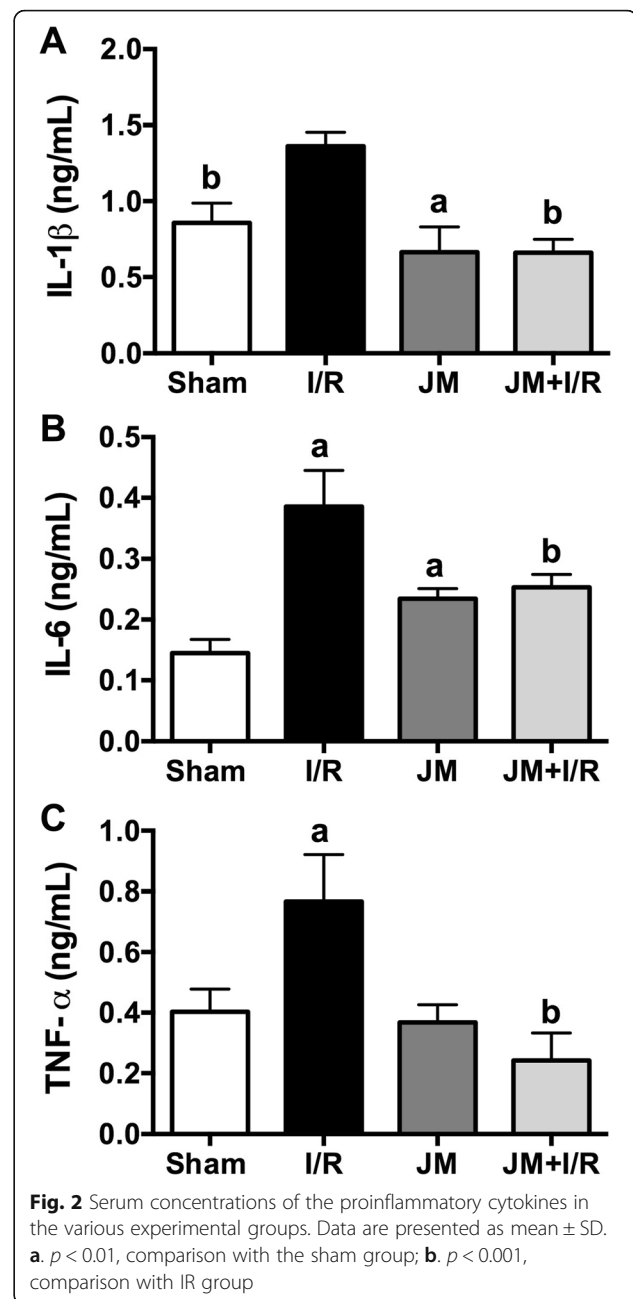 A
IL-1β (ng/mL)
2.0
1.5
1.0
0.5
0.0
b
a
b
Sham I/R JM JM+I/R
B
IL-6 (ng/mL)
0.5
0.4
0.3
0.2
0.1
0.0
a
a
b
Sham I/R JM JM+I/R
C
TNF- α (ng/mL)
1.0
0.8
0.6
0.4
0.2
0.0
a
b
Sham I/R JM JM+I/R
Fig. 2 Serum concentrations of the proinflammatory cytokines in
the various experimental groups. Data are presented as mean ± SD.
a. p < 0.01, comparison with the sham group; b. p < 0.001,
comparison with IR group